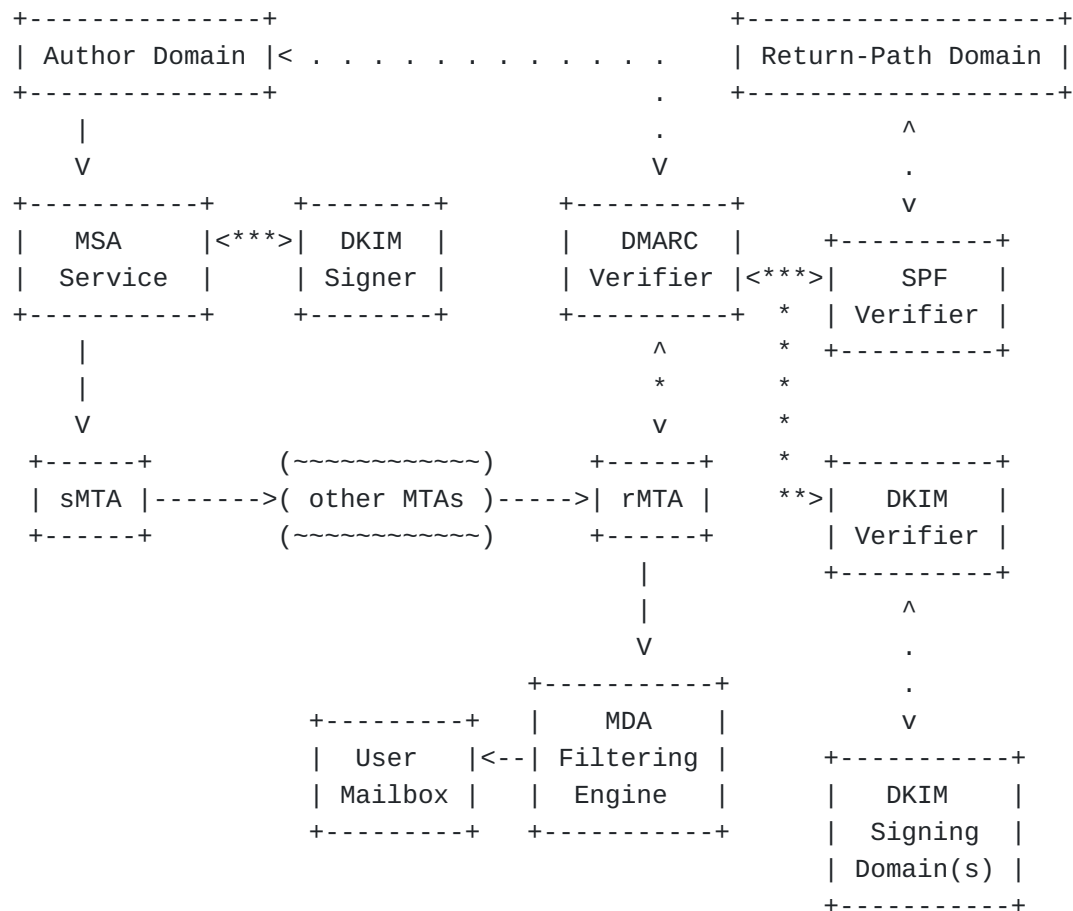 Author Domain
Return-Path Domain
MSA
Service
DKIM
Signer
DMARC
Verifier
SPF
Verifier
sMTA
other MTAs
rMTA
DKIM
Verifier
MDA
Filtering
Engine
User
Mailbox
DKIM
Signing
Domain(s)